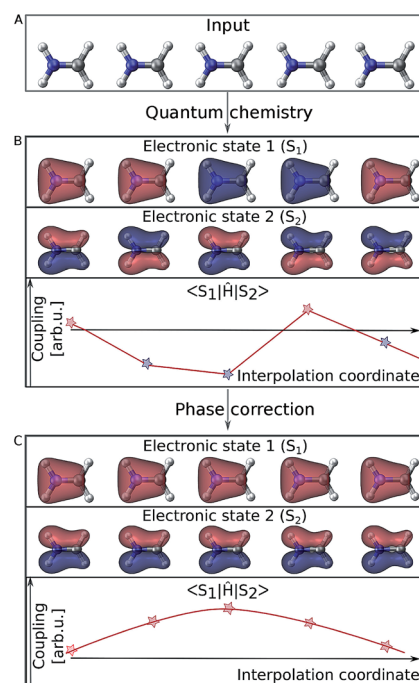 A
Input
Quantum chemistry
B
Electronic state 1 (S₁)
Electronic state 2 (S₂)
<S₁|Ĥ|S₂>
Coupling
[arb.u.]
Interpolation coordinate
Phase correction
C
Electronic state 1 (S₁)
Electronic state 2 (S₂)
<S₁|Ĥ|S₂>
Coupling
[arb.u.]
Interpolation coordinate